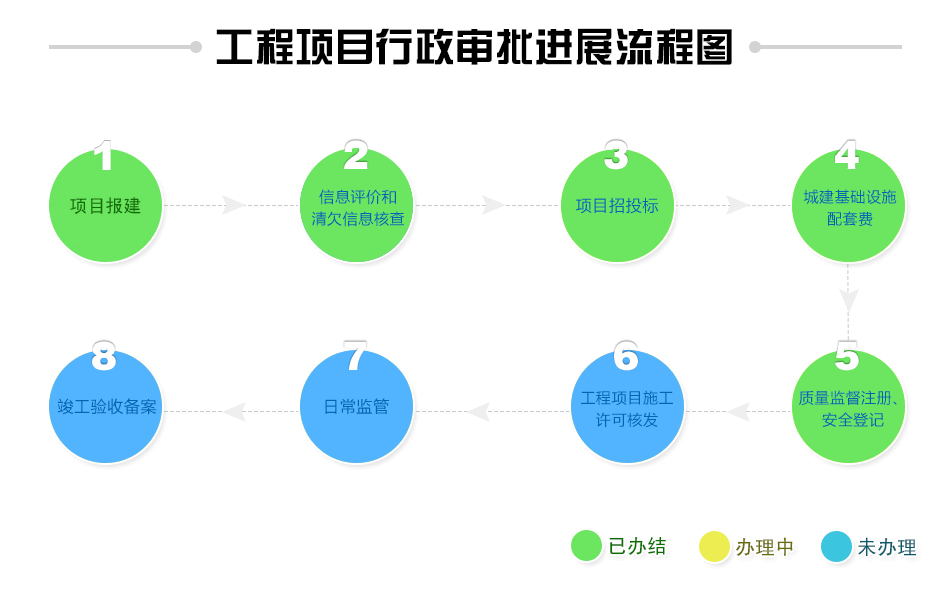 工程项目行政审批进展流程图
1
项目报建
2
信息评价和
清欠信息核查
3
项目招投标
4
城建基础设施
配套费
5
质量监督注册、
安全登记
6
工程项目施工
许可核发
7
日常监管
8
竣工验收备案
已办结
办理中
未办理